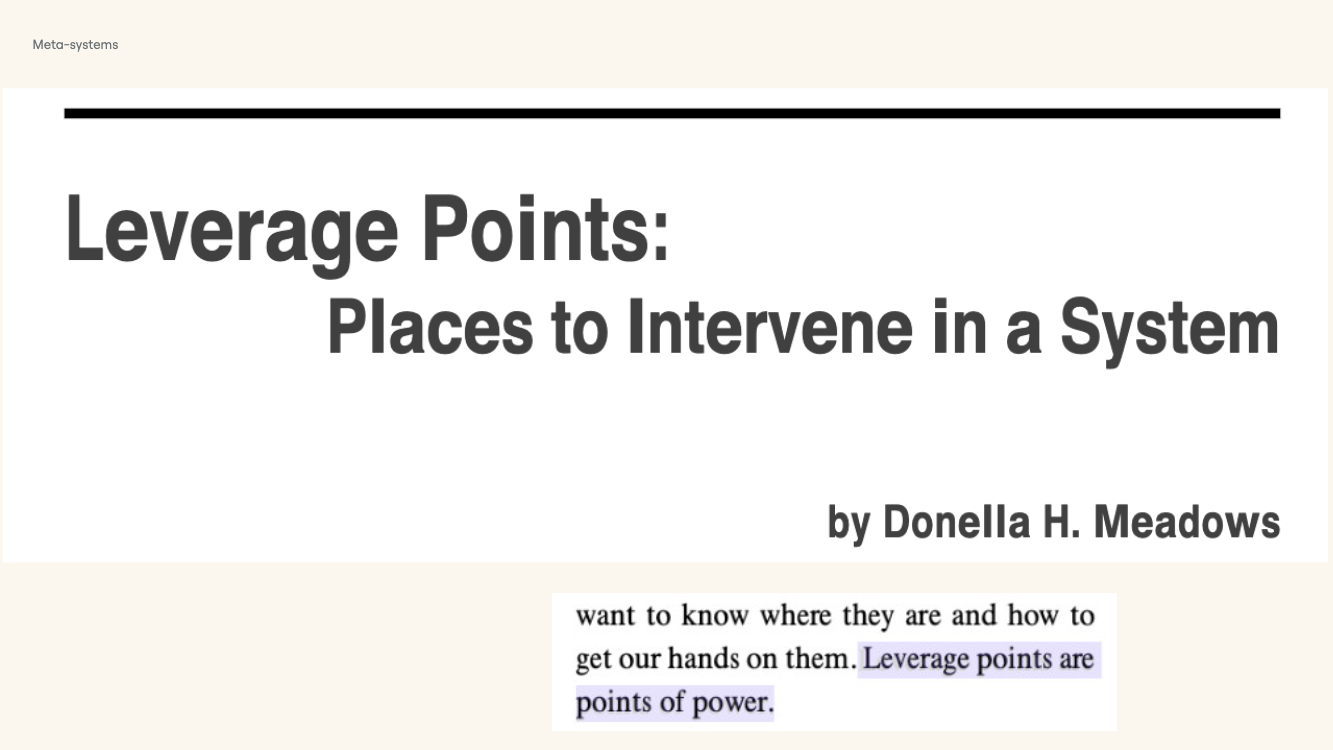 Meta-systems
Leverage Points:
Places to Intervene in a System
by Donella H. Meadows
want to know where they are and how to
get our hands on them. Leverage points are
points of power.